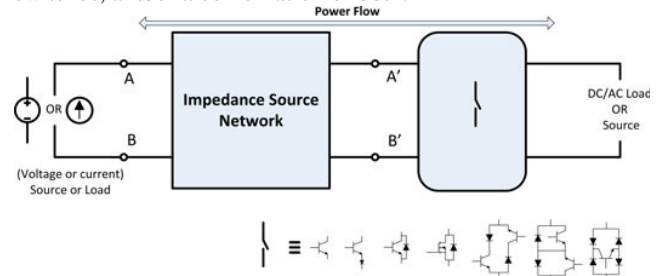 Power Flow
A
A'
OR
Impedance Source
Network
DC/AC Load
OR
Source
B
B'
(Voltage or current)
Source or Load